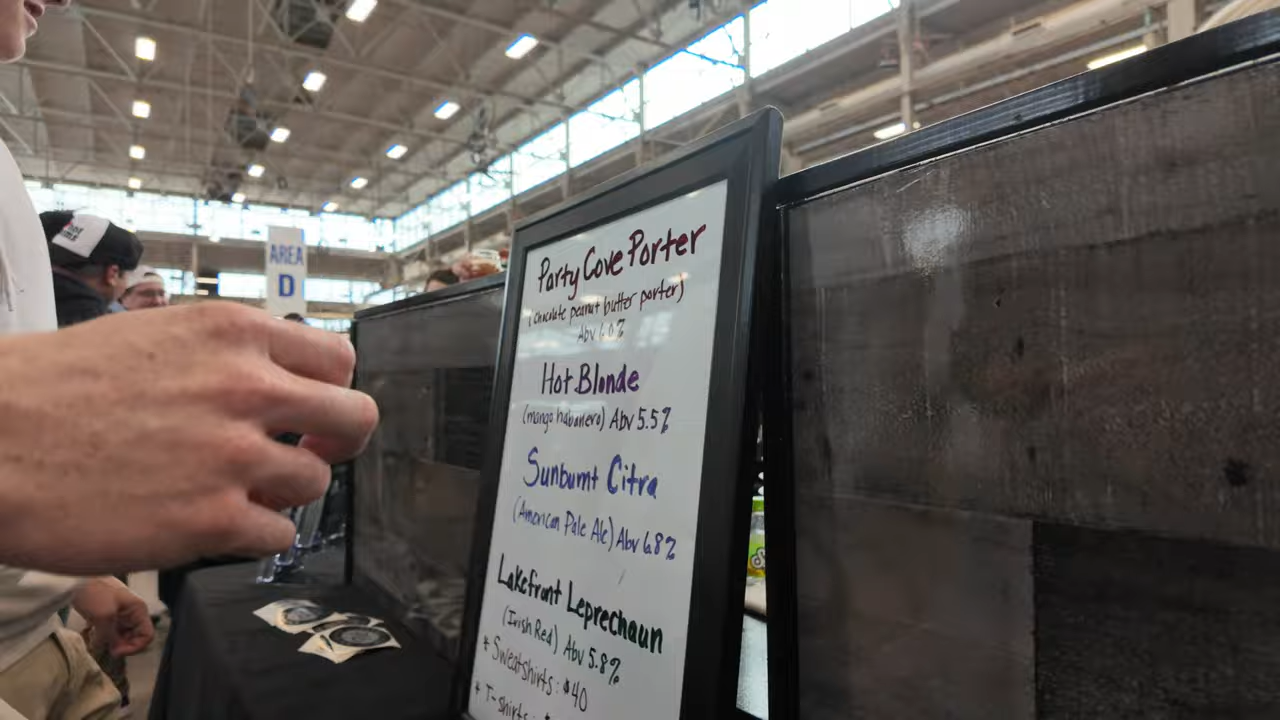 AREA
D
Party Cove Porter
(chocolate peanut butter porter)
Abv 6.0%
Hot Blonde
(mango habanero) Abv 5.5%
Sunburnt Citra
(American Pale Ale) Abv 6.8%
Lakefront Leprechaun
(Irish Red) Abv 5.8%
* Sweatshirts: $40
* T-shirts: